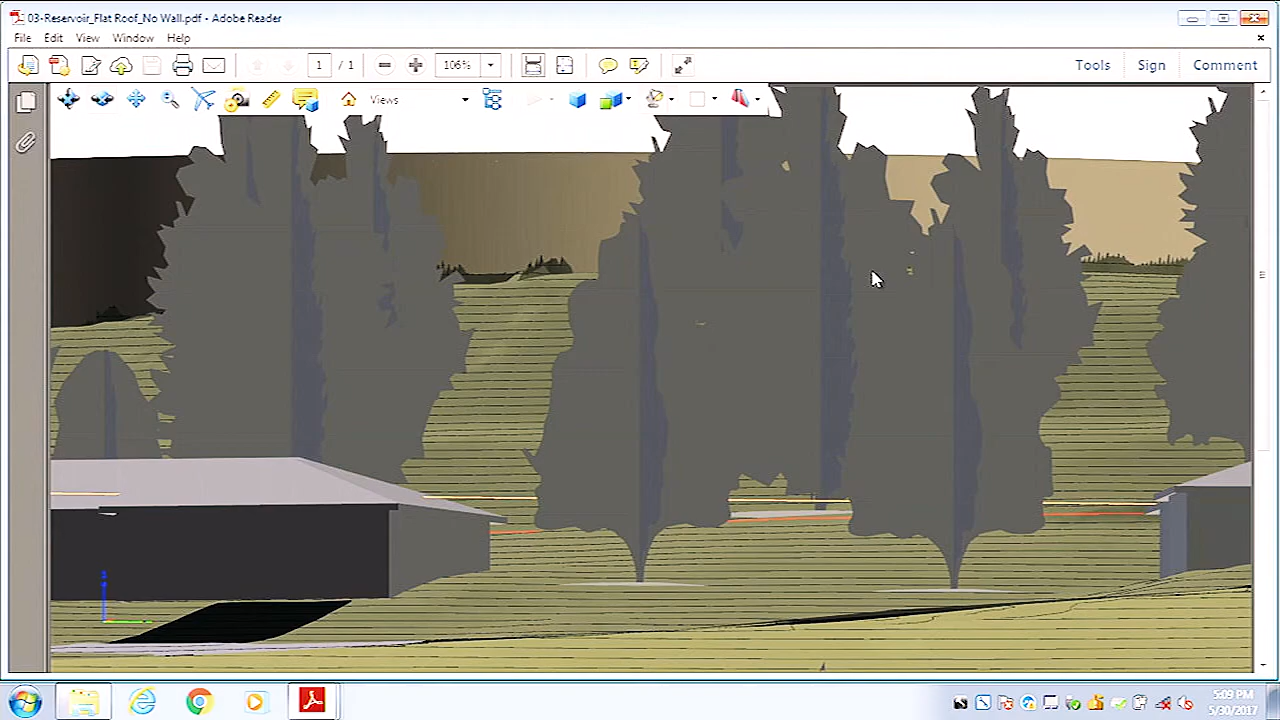 03-Reservoir_Flat Roof_No Wall.pdf - Adobe Reader
File Edit View Window Help
1 / 1 106% Tools Sign Comment
Views
5:09 PM
5/30/2017